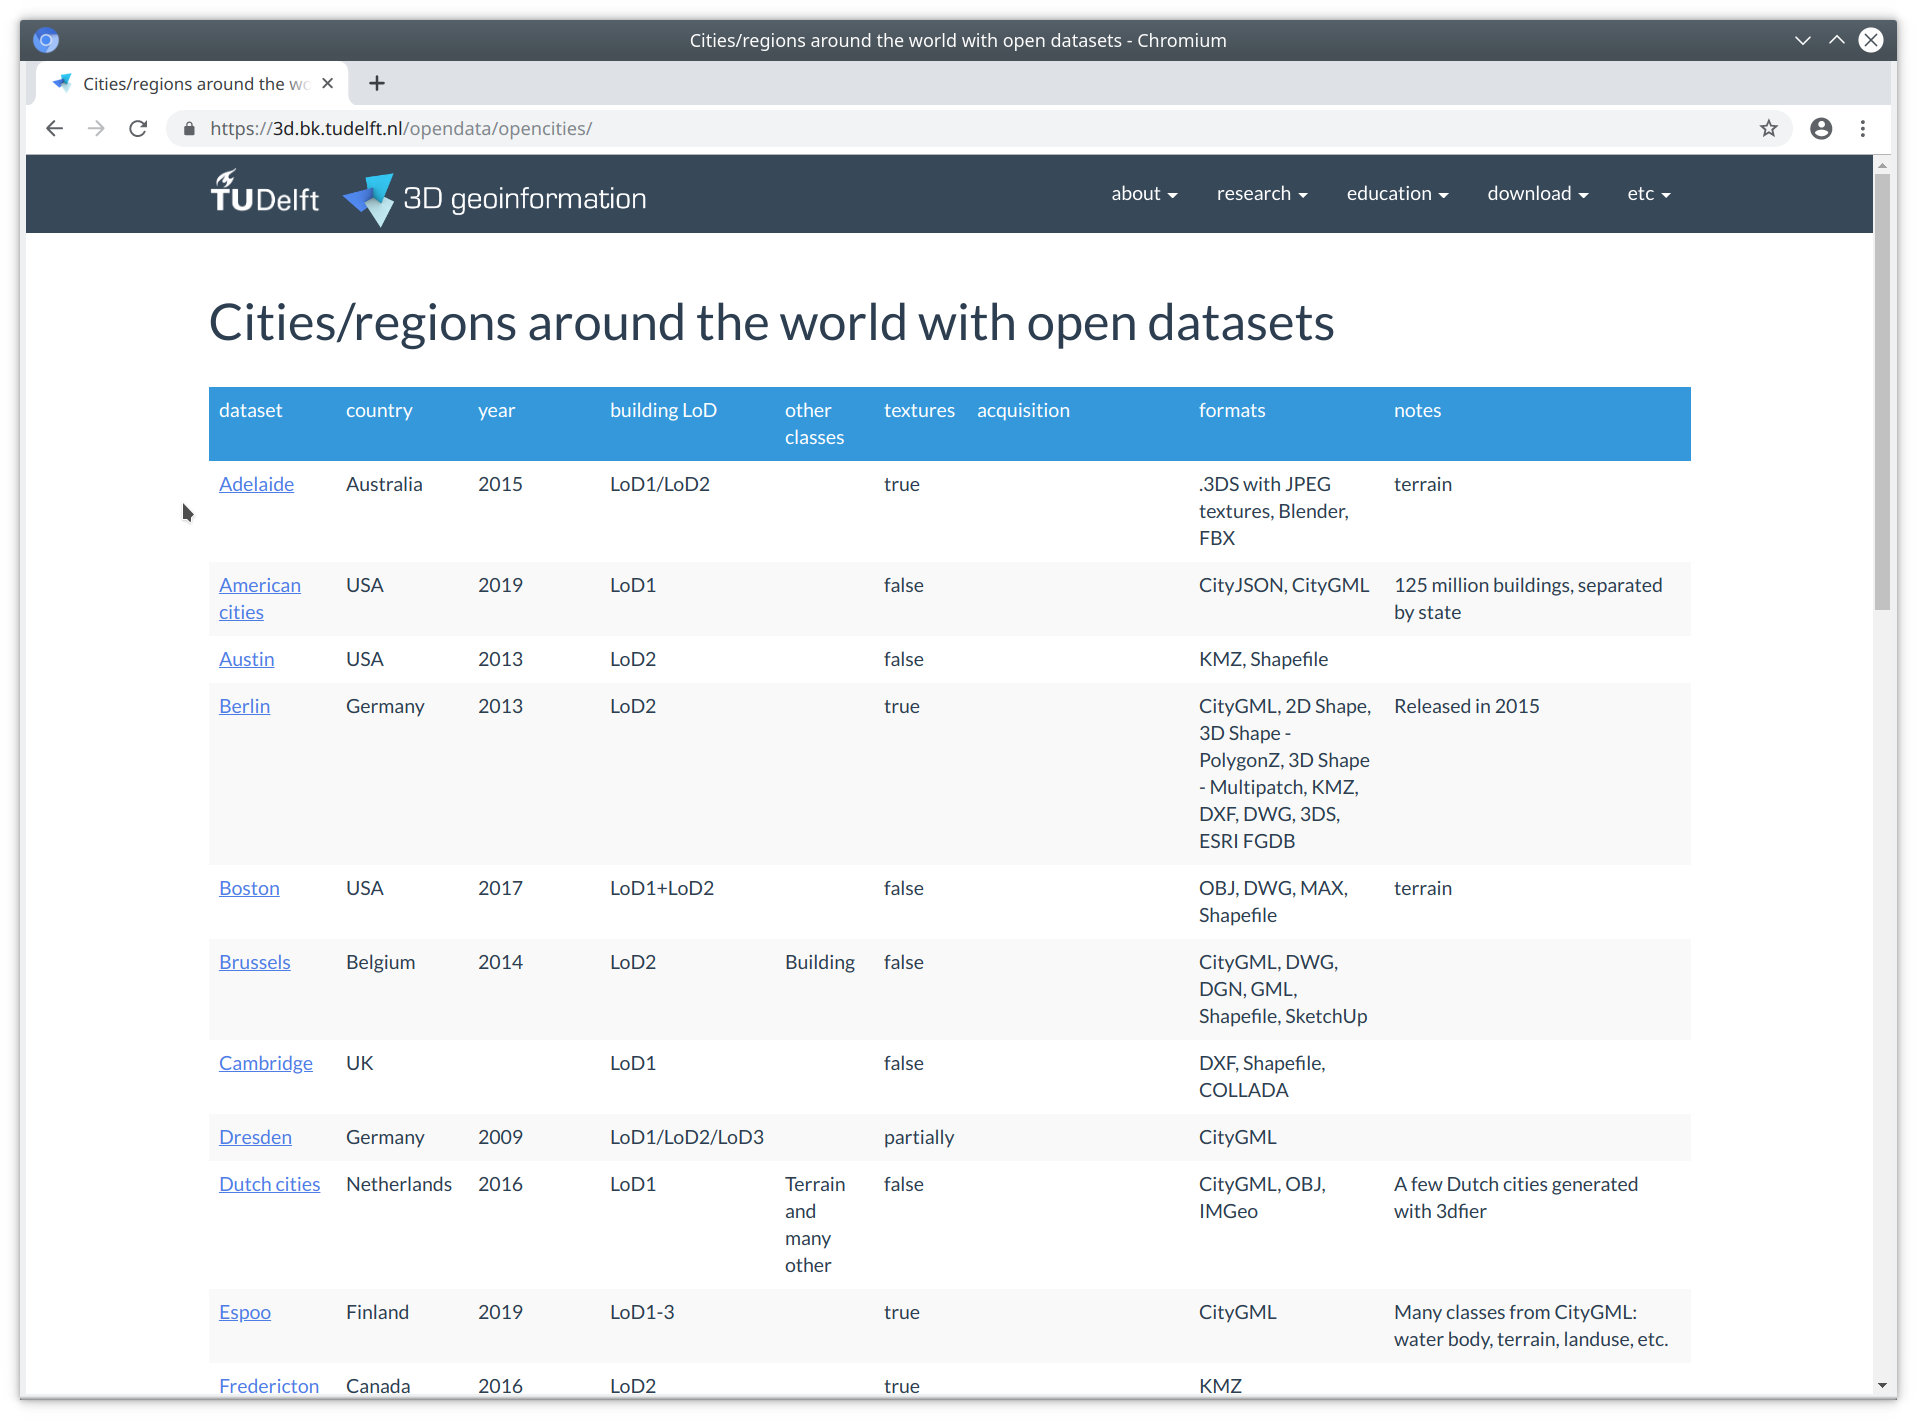 Cities/regions around the world with open datasets - Chromium
Cities/regions around the wo
https://3d.bk.tudelft.nl/opendata/opencities/
TUDelft 3D geoinformation about research education download etc
Cities/regions around the world with open datasets
dataset country year building LoD other classes textures acquisition formats notes
Adelaide Australia 2015 LoD1/LoD2 true .3DS with JPEG terrain
textures, Blender,
FBX
American USA 2019 LoD1 false CityJSON, CityGML 125 million buildings, separated
cities by state
Austin USA 2013 LoD2 false KMZ, Shapefile
Berlin Germany 2013 LoD2 true CityGML, 2D Shape, Released in 2015
3D Shape -
PolygonZ, 3D Shape
- Multipatch, KMZ,
DXF, DWG, 3DS,
ESRI FGDB
Boston USA 2017 LoD1+LoD2 false OBJ, DWG, MAX, terrain
Shapefile
Brussels Belgium 2014 LoD2 Building false CityGML, DWG,
DGN, GML,
Shapefile, SketchUp
Cambridge UK LoD1 false DXF, Shapefile,
COLLADA
Dresden Germany 2009 LoD1/LoD2/LoD3 partially CityGML
Dutch cities Netherlands 2016 LoD1 Terrain false CityGML, OBJ, A few Dutch cities generated
and IMGeo with 3dfier
many
other
Espoo Finland 2019 LoD1-3 true CityGML Many classes from CityGML:
water body, terrain, landuse, etc.
Fredericton Canada 2016 LoD2 true KMZ